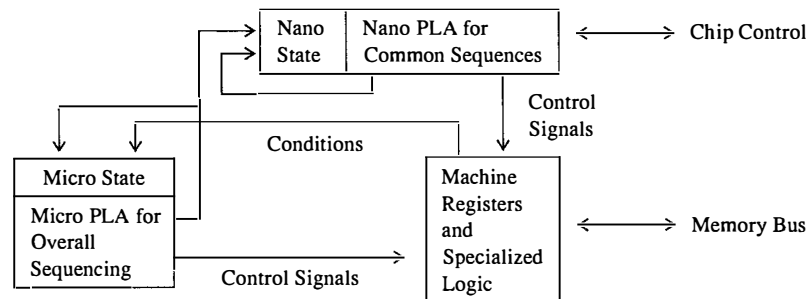 Nano State
Nano PLA for
Common Sequences
Chip Control
Control
Signals
Conditions
Micro State
Micro PLA for
Overall
Sequencing
Control Signals
Machine
Registers
and
Specialized
Logic
Memory Bus